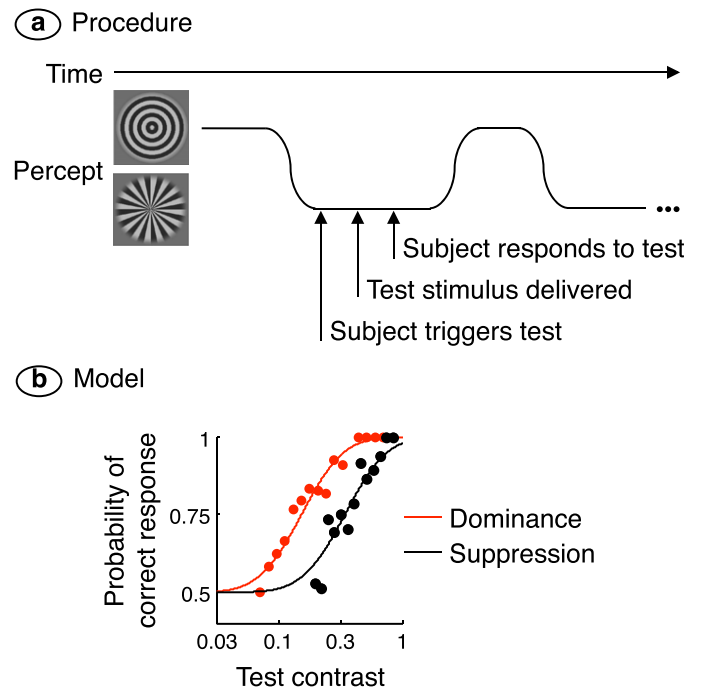 a Procedure
Time
Percept
...
Subject responds to test
Test stimulus delivered
Subject triggers test
b Model
Probability of
correct response
1
0.75
0.5
0.03 0.1 0.3 1
Test contrast
Dominance
Suppression